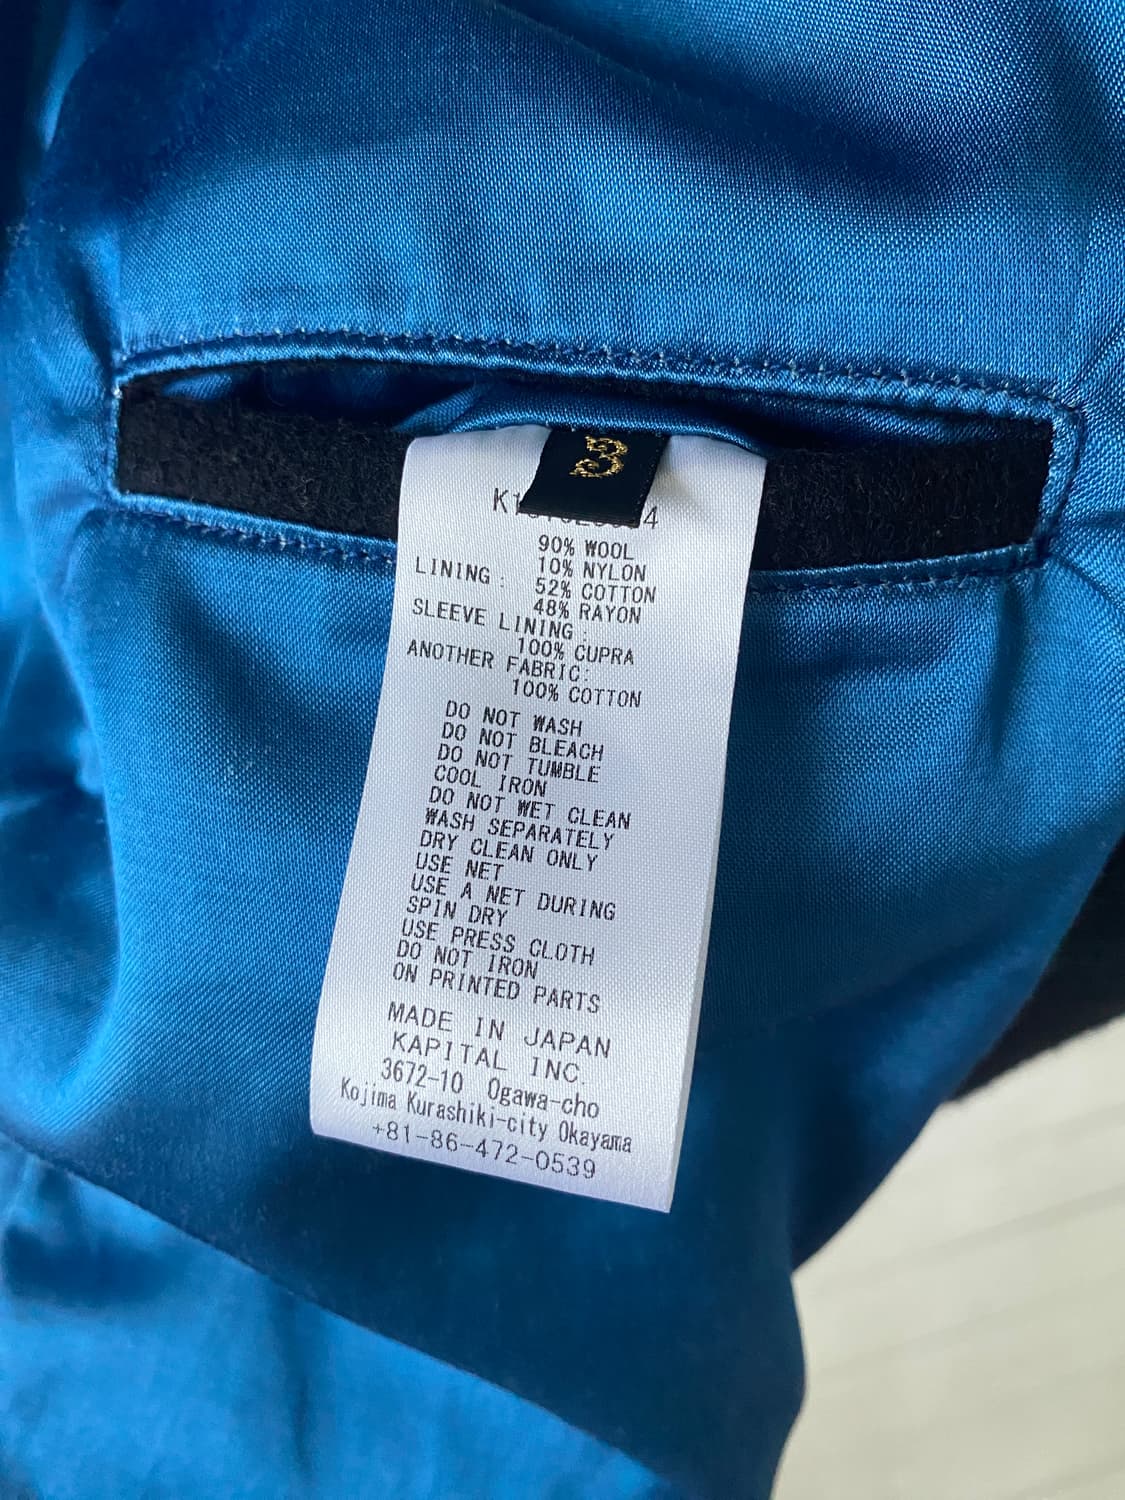 3
90% WOOL
10% NYLON
LINING : 52% COTTON
48% RAYON
SLEEVE LINING :
100% CUPRA
ANOTHER FABRIC:
100% COTTON
DO NOT WASH
DO NOT BLEACH
DO NOT TUMBLE
COOL IRON
DO NOT WET CLEAN
WASH SEPARATELY
DRY CLEAN ONLY
USE NET
USE A NET DURING
SPIN DRY
USE PRESS CLOTH
DO NOT IRON
ON PRINTED PARTS
MADE IN JAPAN
KAPITAL INC.
3672-10 Ogawa-cho
Kojima Kurashiki-city Okayama
+81-86-472-0539